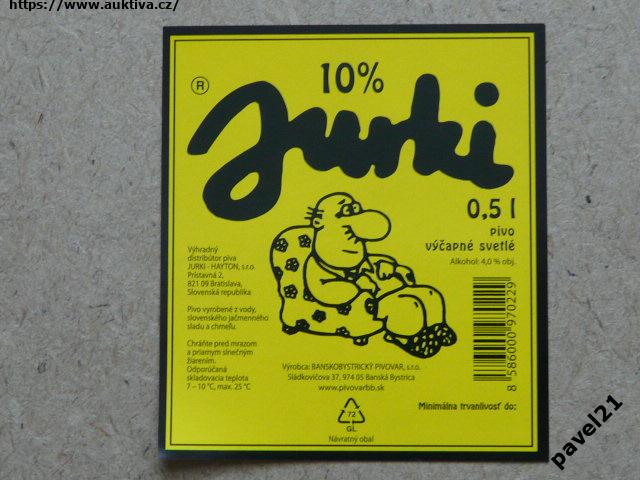 https://www.auktiva.cz/
10%
®
Jurki
0,5 l
pivo
výčapné svetlé
Alkohol: 4,0 % obj.
Výhradný
distribútor piva
JURKI - HAYTON, s.r.o.
Prístavná 2,
821 09 Bratislava,
Slovenská republika
Pivo vyrobené z vody,
slovenského jačmenného
sladu a chmeľu.
Chráňte pred mrazom
a priamym slnečným
žiarením.
Odporúčaná
skladovacia teplota
7 – 10 °C, max. 25 °C
8 586000 970229
Výrobca: BANSKOBYSTRICKÝ PIVOVAR, s.r.o.
Sládkovičova 37, 974 05 Banská Bystrica
www.pivovarbb.sk
72
GL
Návratný obal
Minimálna trvanlivosť do:
pavel21